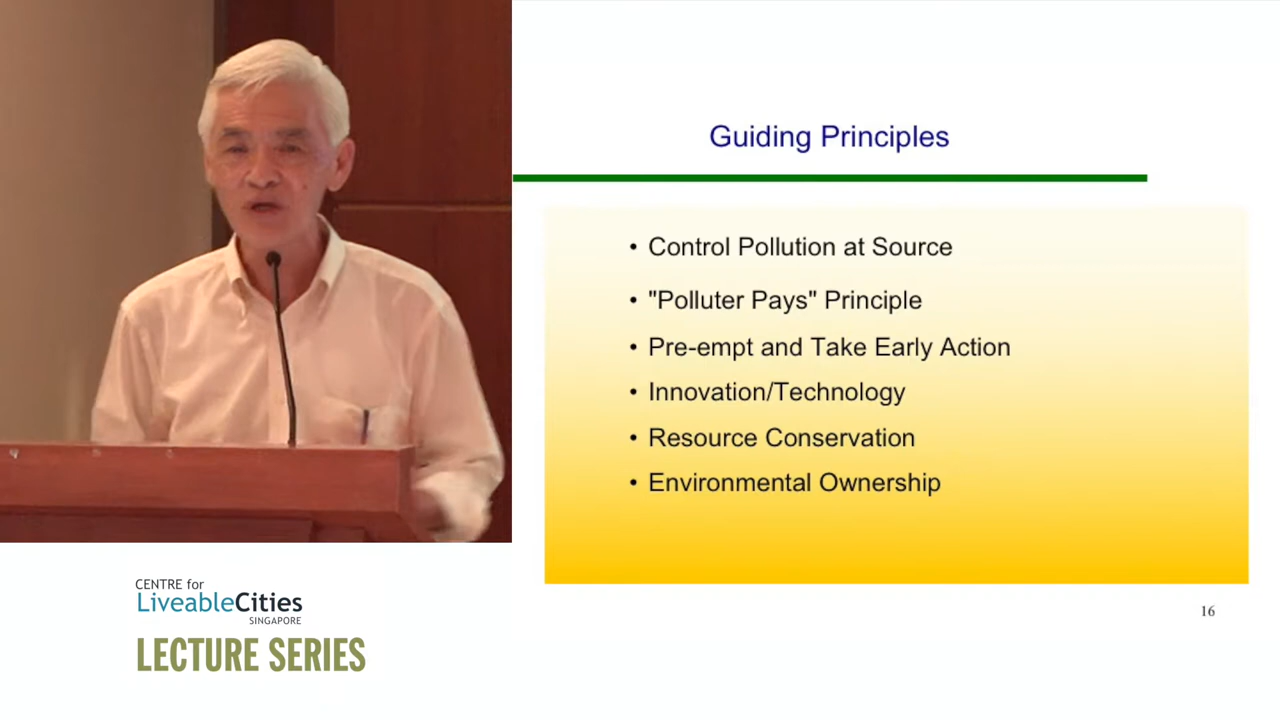 Guiding Principles
• Control Pollution at Source
• "Polluter Pays" Principle
• Pre-empt and Take Early Action
• Innovation/Technology
• Resource Conservation
• Environmental Ownership
16
CENTRE for
LiveableCities
SINGAPORE
LECTURE SERIES